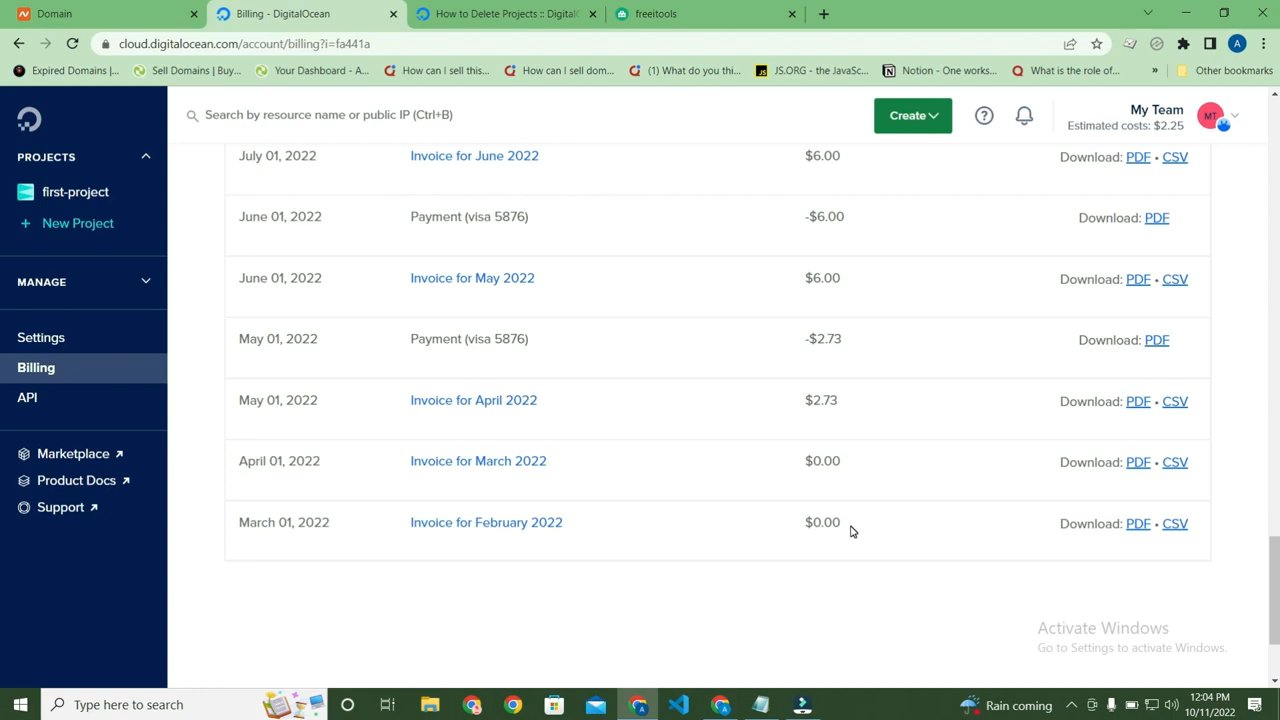 Domain
Billing - DigitalOcean
How to Delete Projects :: DigitalO
freeitools
cloud.digitalocean.com/account/billing?i=fa441a
A
Expired Domains |...
Sell Domains | Buy...
Your Dashboard - A...
How can I sell this...
How can I sell dom...
(1) What do you thi...
JS
JS.ORG - the JavaSc...
Notion - One works...
What is the role of...
»
Other bookmarks
Search by resource name or public IP (Ctrl+B)
Create
My Team
Estimated costs: $2.25
MT
PROJECTS
first-project
+ New Project
MANAGE
Settings
Billing
API
Marketplace
Product Docs
Support
July 01, 2022 Invoice for June 2022 $6.00 Download: PDF • CSV
June 01, 2022 Payment (visa 5876) -$6.00 Download: PDF
June 01, 2022 Invoice for May 2022 $6.00 Download: PDF • CSV
May 01, 2022 Payment (visa 5876) -$2.73 Download: PDF
May 01, 2022 Invoice for April 2022 $2.73 Download: PDF • CSV
April 01, 2022 Invoice for March 2022 $0.00 Download: PDF • CSV
March 01, 2022 Invoice for February 2022 $0.00 Download: PDF • CSV
Activate Windows
Go to Settings to activate Windows.
Type here to search
Rain coming
12:04 PM
10/11/2022